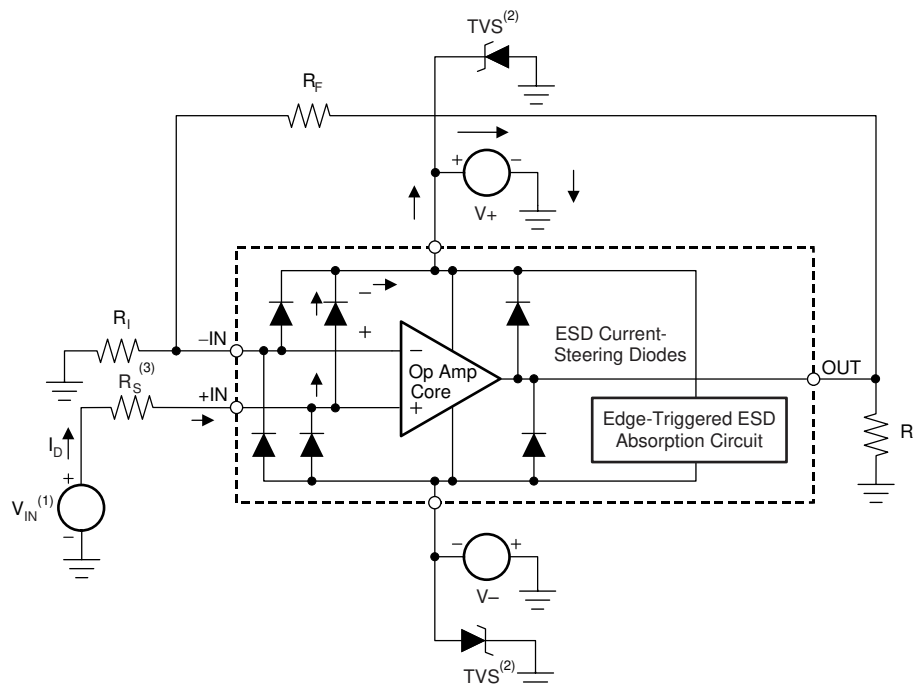 TVS(2)
RF
+ −
V+
−
+
RI
−IN
RS(3)
+IN
ID
+
VIN(1)
−
−
Op Amp
Core
+
ESD Current-
Steering Diodes
OUT
Edge-Triggered ESD
Absorption Circuit
R
− +
V−
TVS(2)